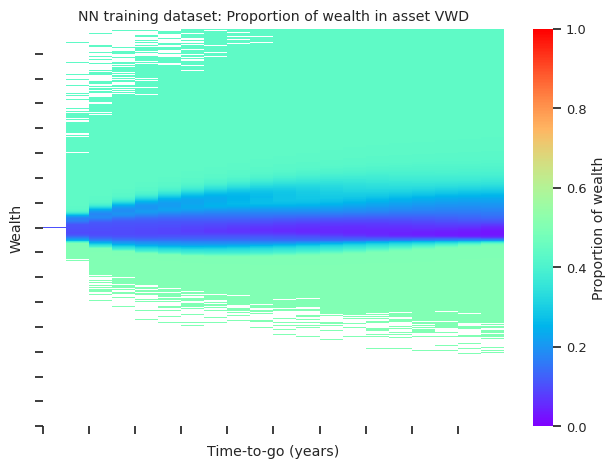 NN training dataset: Proportion of wealth in asset VWD
1.0
0.8
0.6
0.4
0.2
0.0
Proportion of wealth
Wealth
Time-to-go (years)